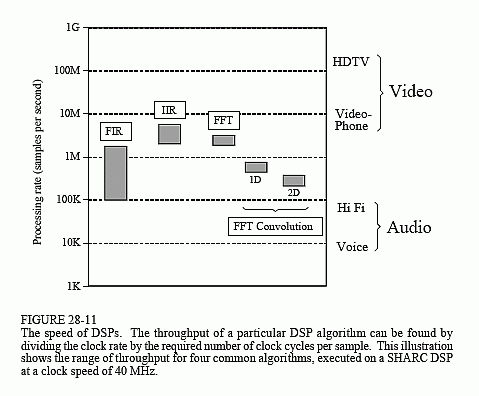 1G
100M
10M
1M
100K
10K
1K
Processing rate (samples per second)
FIR
IIR
FFT
1D
2D
FFT Convolution
HDTV
Video-
Phone
Video
Hi Fi
Voice
Audio
FIGURE 28-11
The speed of DSPs. The throughput of a particular DSP algorithm can be found by
dividing the clock rate by the required number of clock cycles per sample. This illustration
shows the range of throughput for four common algorithms, executed on a SHARC DSP
at a clock speed of 40 MHz.